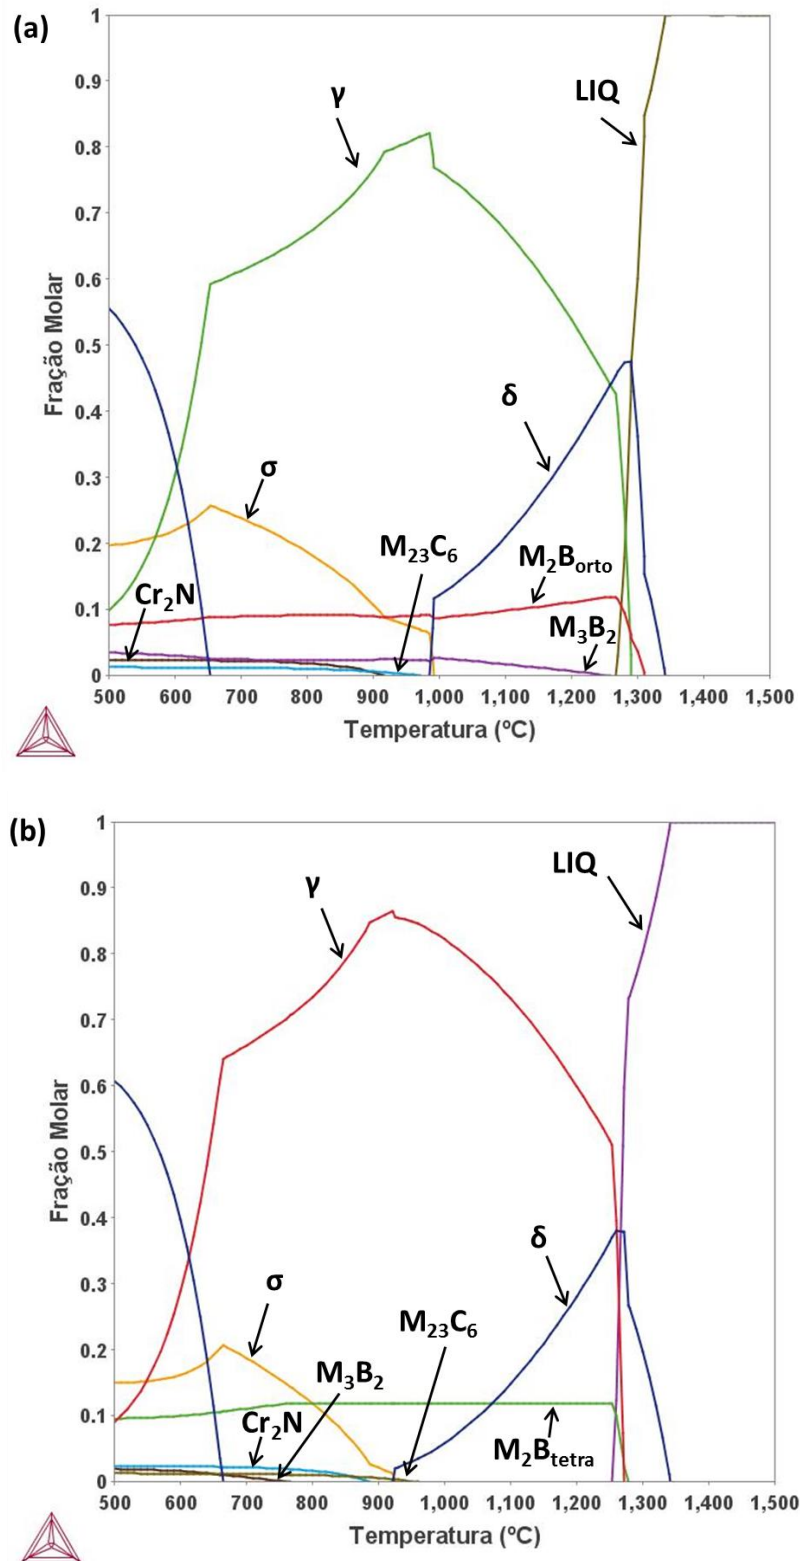 (a)
1
0.9
0.8
0.7
0.6
0.5
0.4
0.3
0.2
0.1
0
Fração Molar
γ
LIQ
δ
σ
M₂₃C₆
M₂Borto
Cr₂N
M₃B₂
500 600 700 800 900 1,000 1,100 1,200 1,300 1,400 1,500
Temperatura (ºC)
(b)
1
0.9
0.8
0.7
0.6
0.5
0.4
0.3
0.2
0.1
0
Fração Molar
γ
LIQ
δ
σ
M₂₃C₆
M₃B₂
Cr₂N
M₂Btetra
500 600 700 800 900 1,000 1,100 1,200 1,300 1,400 1,500
Temperatura (ºC)